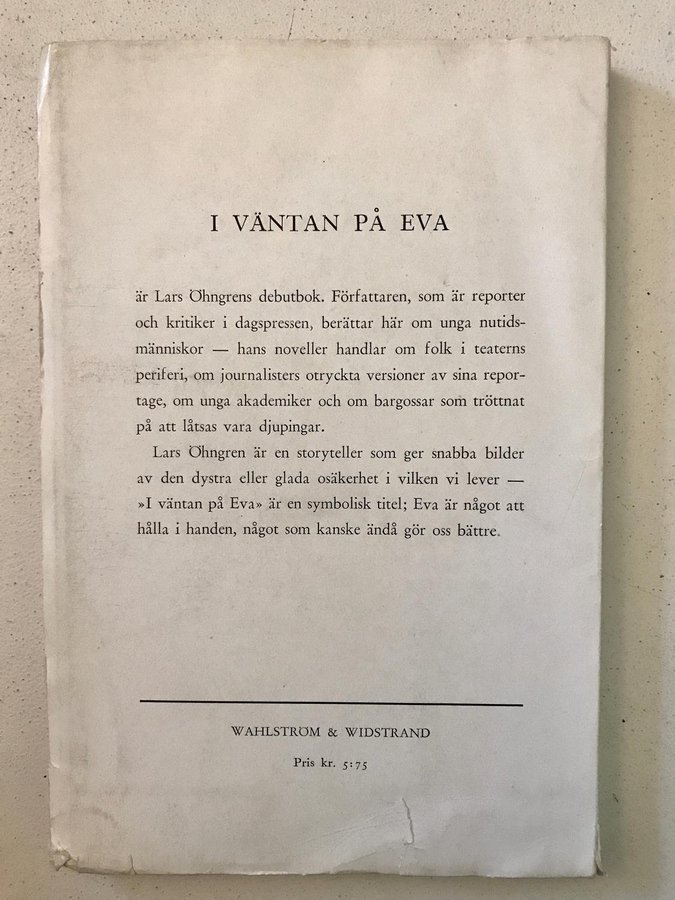 I VÄNTAN PÅ EVA
är Lars Öhngrens debutbok. Författaren, som är reporter
och kritiker i dagspressen, berättar här om unga nutids-
människor — hans noveller handlar om folk i teaterns
periferi, om journalisters otryckta versioner av sina repor-
tage, om unga akademiker och om bargossar som tröttnat
på att låtsas vara djupingar.
Lars Öhngren är en storyteller som ger snabba bilder
av den dystra eller glada osäkerhet i vilken vi lever —
»I väntan på Eva» är en symbolisk titel; Eva är något att
hålla i handen, något som kanske ändå gör oss bättre.
WAHLSTRÖM & WIDSTRAND
Pris kr. 5:75